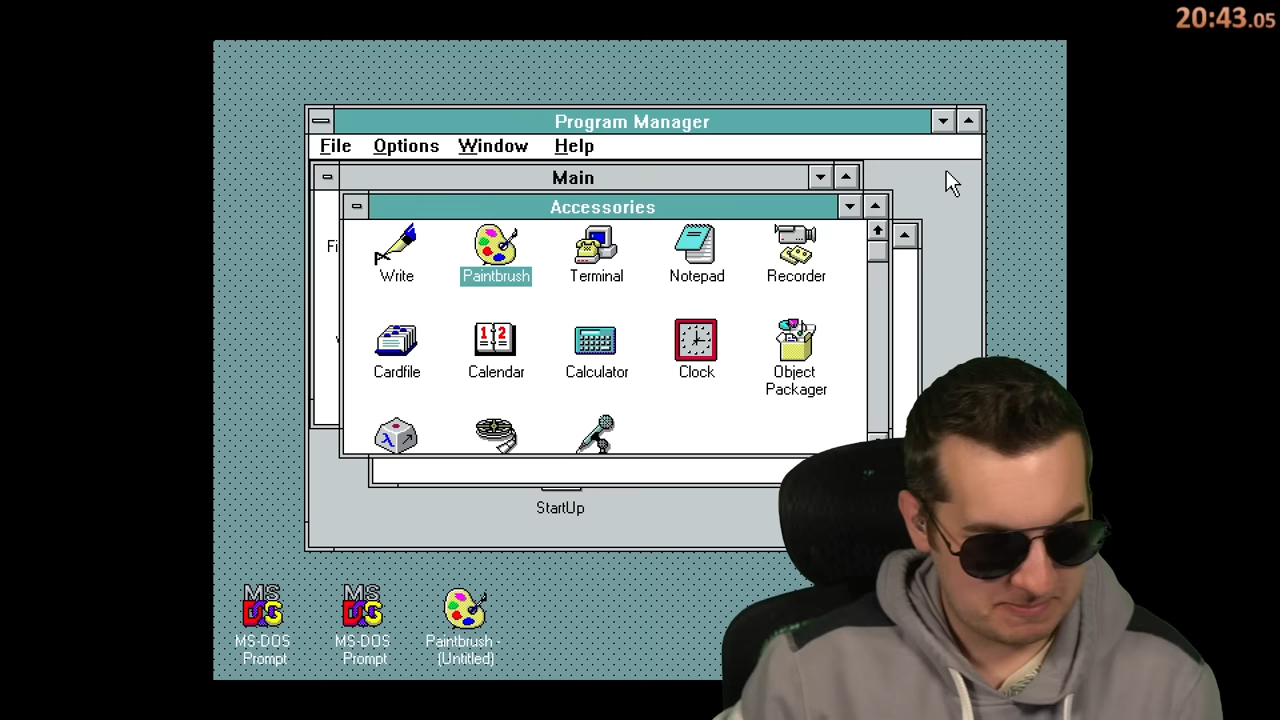 20:43.05
Program Manager
File Options Window Help
Main
Accessories
Fi
Write Paintbrush Terminal Notepad Recorder
Cardfile Calendar Calculator Clock Object
Packager
StartUp
MS-DOS
Prompt
MS-DOS
Prompt
Paintbrush -
(Untitled)